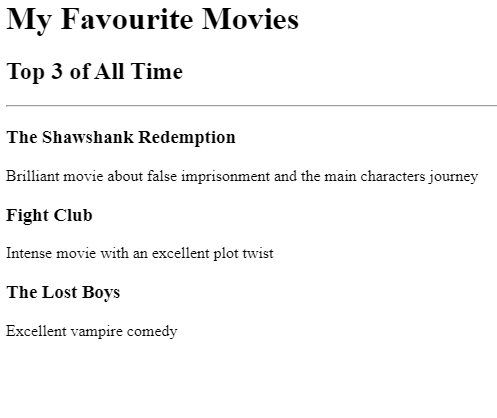 My Favourite Movies
Top 3 of All Time
The Shawshank Redemption
Brilliant movie about false imprisonment and the main characters journey
Fight Club
Intense movie with an excellent plot twist
The Lost Boys
Excellent vampire comedy